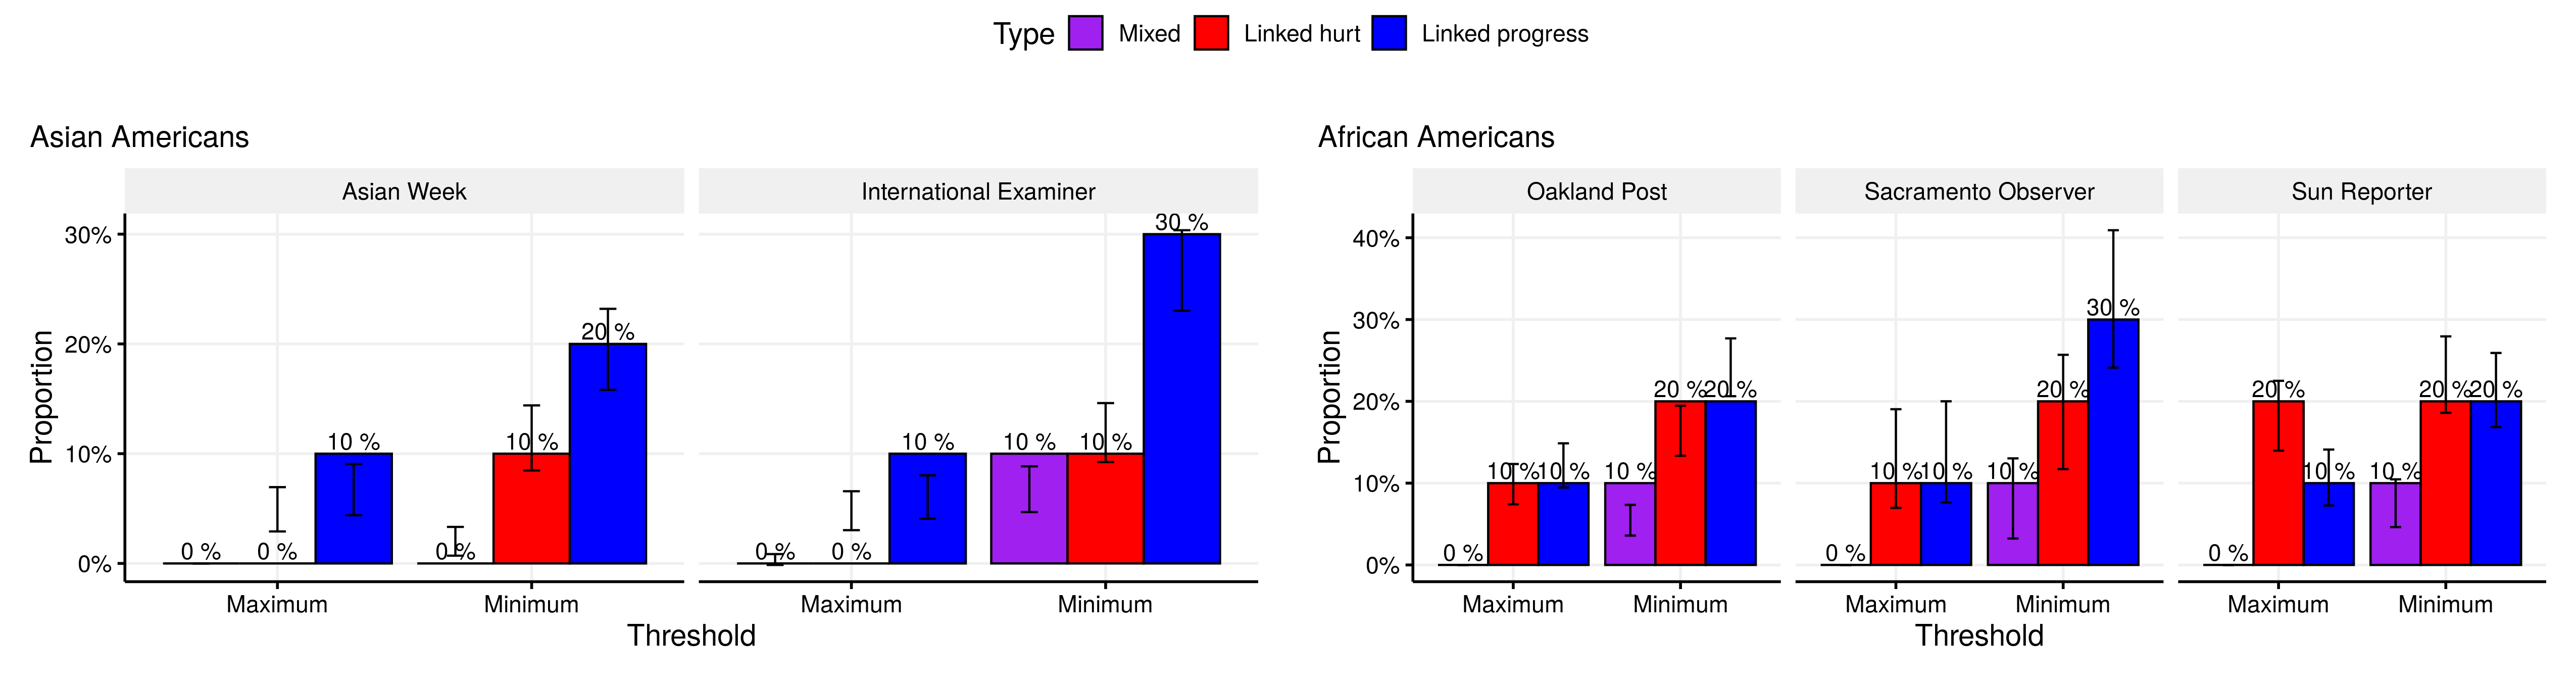 Type Mixed Linked hurt Linked progress
Asian Americans
Asian Week International Examiner
Proportion
30%
20%
10%
0%
0 % 0 % 10 % 0 % 10 % 20 %
0 % 0 % 10 % 10 % 10 % 30 %
Maximum Minimum Maximum Minimum
Threshold
African Americans
Oakland Post Sacramento Observer Sun Reporter
Proportion
40%
30%
20%
10%
0%
0 % 10 % 10 % 10 % 20 % 20 %
0 % 10 % 10 % 10 % 20 % 30 %
0 % 20 % 10 % 10 % 20 % 20 %
Maximum Minimum Maximum Minimum Maximum Minimum
Threshold